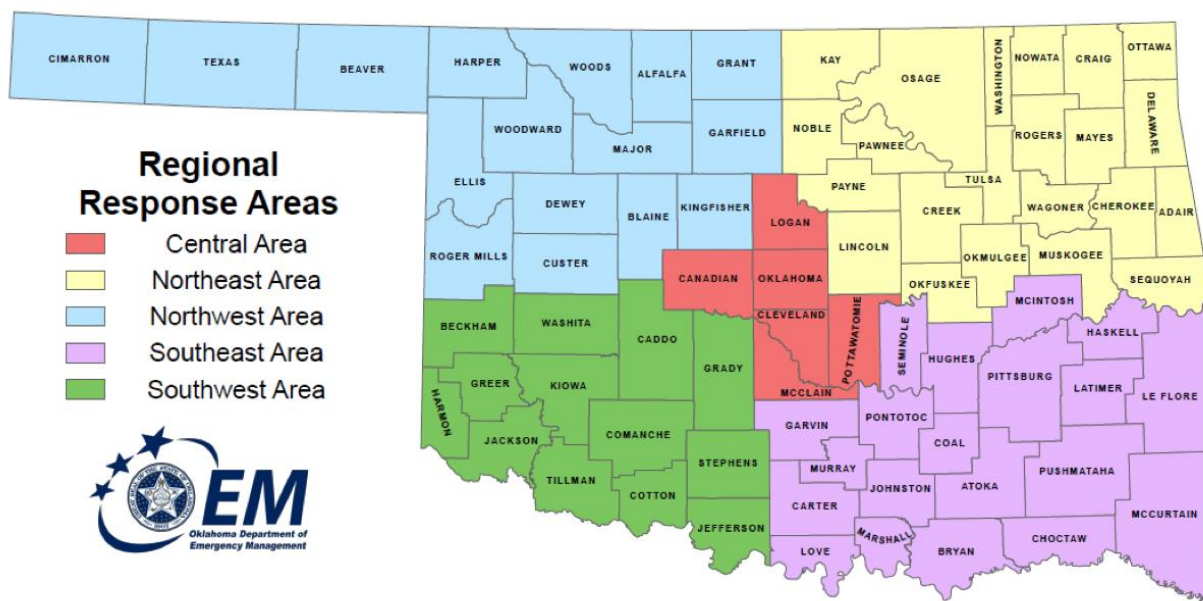 CIMARRON
TEXAS
BEAVER
HARPER
WOODS
ALFALFA
GRANT
KAY
OSAGE
WASHINGTON
NOWATA
CRAIG
OTTAWA
DELAWARE
WOODWARD
MAJOR
GARFIELD
NOBLE
PAWNEE
ROGERS
MAYES
Regional
Response Areas
Central Area
Northeast Area
Northwest Area
Southeast Area
Southwest Area
ELLIS
DEWEY
BLAINE
KINGFISHER
LOGAN
PAYNE
TULSA
CREEK
WAGONER
CHEROKEE
ADAIR
ROGER MILLS
CUSTER
CANADIAN
OKLAHOMA
LINCOLN
OKMULGEE
MUSKOGEE
OKFUSKEE
SEQUOYAH
MCINTOSH
BECKHAM
WASHITA
CADDO
GRADY
CLEVELAND
POTTAWATOMIE
SEMINOLE
HUGHES
HASKELL
PITTSBURG
LATIMER
LE FLORE
HARMON
GREER
KIOWA
MCCLAIN
JACKSON
COMANCHE
GARVIN
PONTOTOC
COAL
STEPHENS
MURRAY
TILLMAN
COTTON
CARTER
JOHNSTON
ATOKA
PUSHMATAHA
MCCURTAIN
JEFFERSON
LOVE
MARSHALL
BRYAN
CHOCTAW
OEM
Oklahoma Department of
Emergency Management